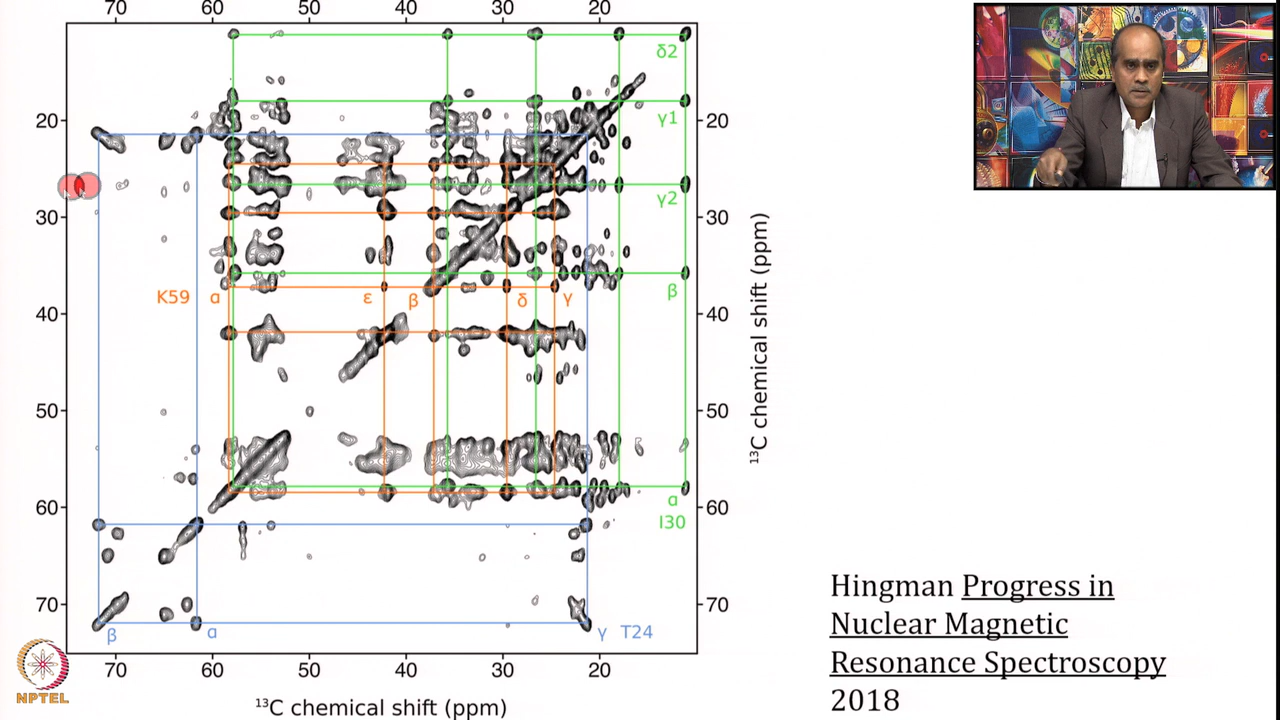 70 60 50 40 30 20
δ2
20 γ1 20
γ2
30 30
K59 α ε β δ γ β
40 40
50 50
60 α 60
I30
70 70
β α γ T24
70 60 50 40 30 20
¹³C chemical shift (ppm)
¹³C chemical shift (ppm)
NPTEL
Hingman Progress in
Nuclear Magnetic
Resonance Spectroscopy
2018